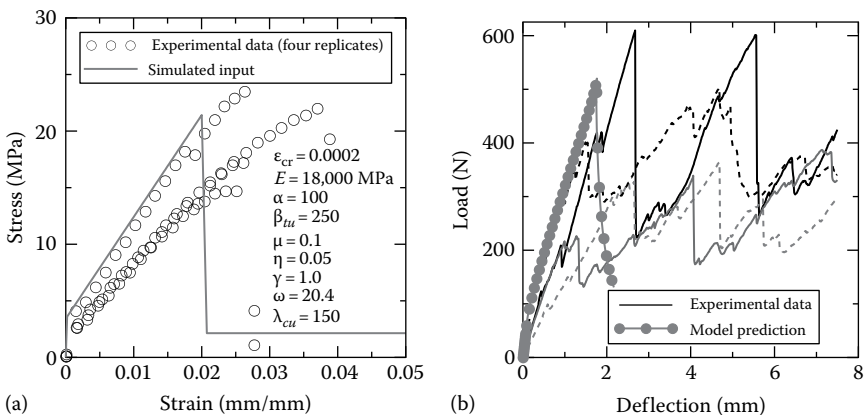 30
20
10
0
Stress (MPa)
Experimental data (four replicates)
Simulated input
ε_cr = 0.0002
E = 18,000 MPa
α = 100
β_tu = 250
μ = 0.1
η = 0.05
γ = 1.0
ω = 20.4
λ_cu = 150
0 0.01 0.02 0.03 0.04 0.05
(a)
Strain (mm/mm)
600
400
200
0
Load (N)
Experimental data
Model prediction
0 2 4 6 8
(b)
Deflection (mm)